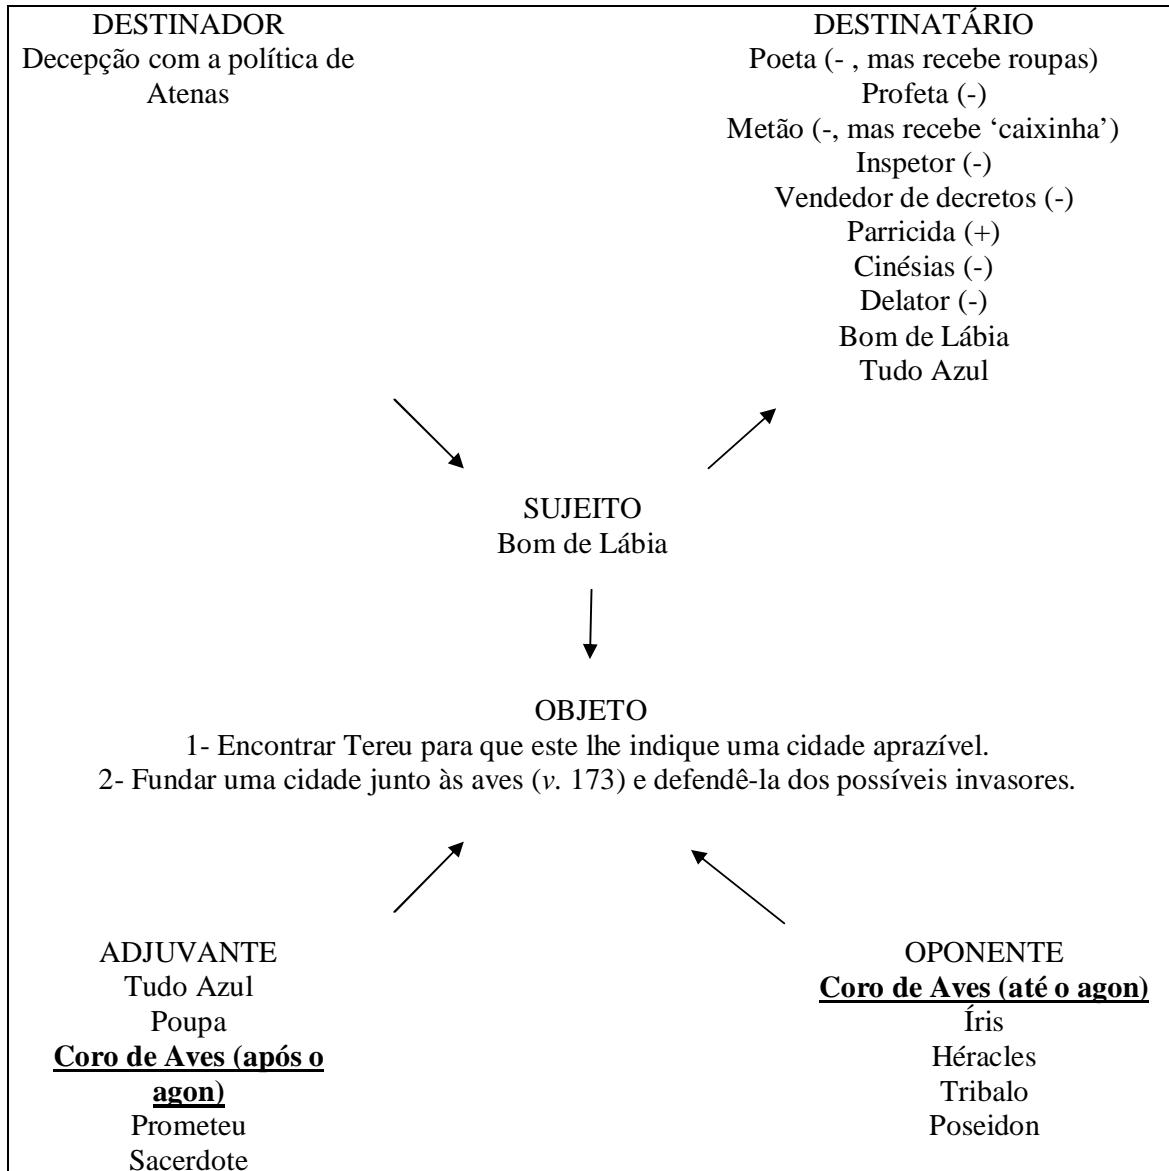 DESTINADOR
Decepção com a política de
Atenas
DESTINATÁRIO
Poeta (- , mas recebe roupas)
Profeta (-)
Metão (-, mas recebe ‘caixinha’)
Inspetor (-)
Vendedor de decretos (-)
Parricida (+)
Cinésias (-)
Delator (-)
Bom de Lábia
Tudo Azul
SUJEITO
Bom de Lábia
OBJETO
1- Encontrar Tereu para que este lhe indique uma cidade aprazível.
2- Fundar uma cidade junto às aves (v. 173) e defendê-la dos possíveis invasores.
ADJUVANTE
Tudo Azul
Poupa
Coro de Aves (após o
agon)
Prometeu
Sacerdote
OPONENTE
Coro de Aves (até o agon)
Íris
Héracles
Tribalo
Poseidon